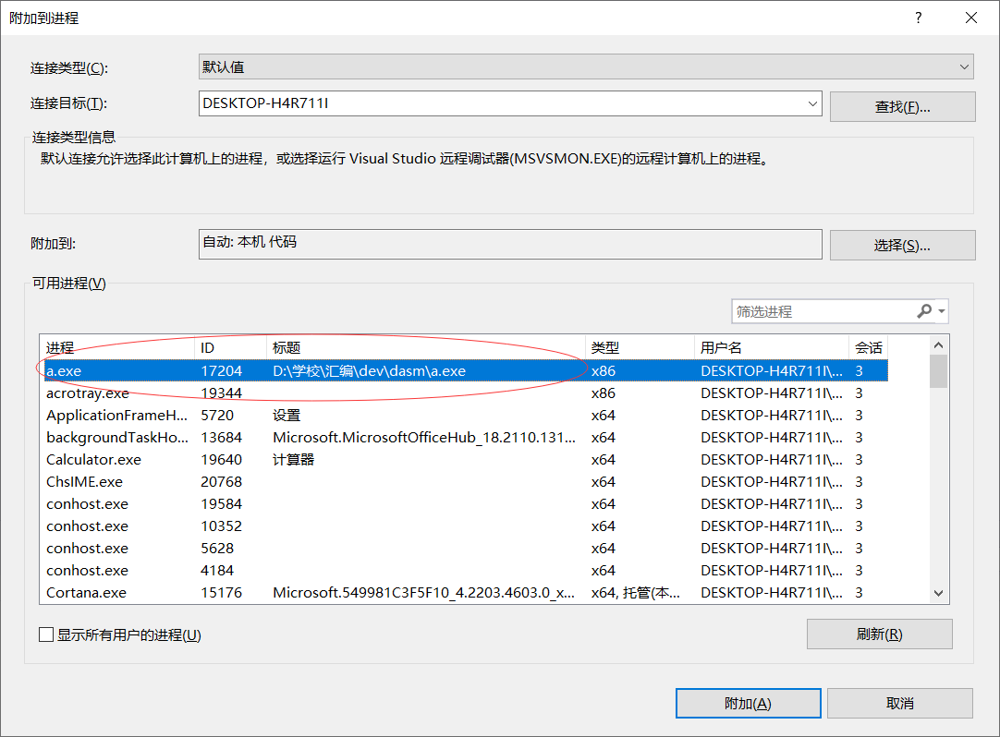 附加到进程
连接类型(C): 默认值
连接目标(T): DESKTOP-H4R711I 查找(F)...
连接类型信息
默认连接允许选择此计算机上的进程，或选择运行 Visual Studio 远程调试器(MSVSMON.EXE)的远程计算机上的进程。
附加到: 自动: 本机 代码 选择(S)...
可用进程(V)
筛选进程
进程 ID 标题 类型 用户名 会话
a.exe 17204 D:\学校\汇编\dev\dasm\a.exe x86 DESKTOP-H4R711I\... 3
acrotray.exe 19344 x86 DESKTOP-H4R711I\... 3
ApplicationFrameH... 5720 设置 x64 DESKTOP-H4R711I\... 3
backgroundTaskHo... 13684 Microsoft.MicrosoftOfficeHub_18.2110.131... x64 DESKTOP-H4R711I\... 3
Calculator.exe 19640 计算器 x64 DESKTOP-H4R711I\... 3
ChsIME.exe 20768 x64 DESKTOP-H4R711I\... 3
conhost.exe 19584 x64 DESKTOP-H4R711I\... 3
conhost.exe 10352 x64 DESKTOP-H4R711I\... 3
conhost.exe 5628 x64 DESKTOP-H4R711I\... 3
conhost.exe 4184 x64 DESKTOP-H4R711I\... 3
Cortana.exe 15176 Microsoft.549981C3F5F10_4.2203.4603.0_x... x64, 托管(本... DESKTOP-H4R711I\... 3
显示所有用户的进程(U) 刷新(R)
附加(A) 取消